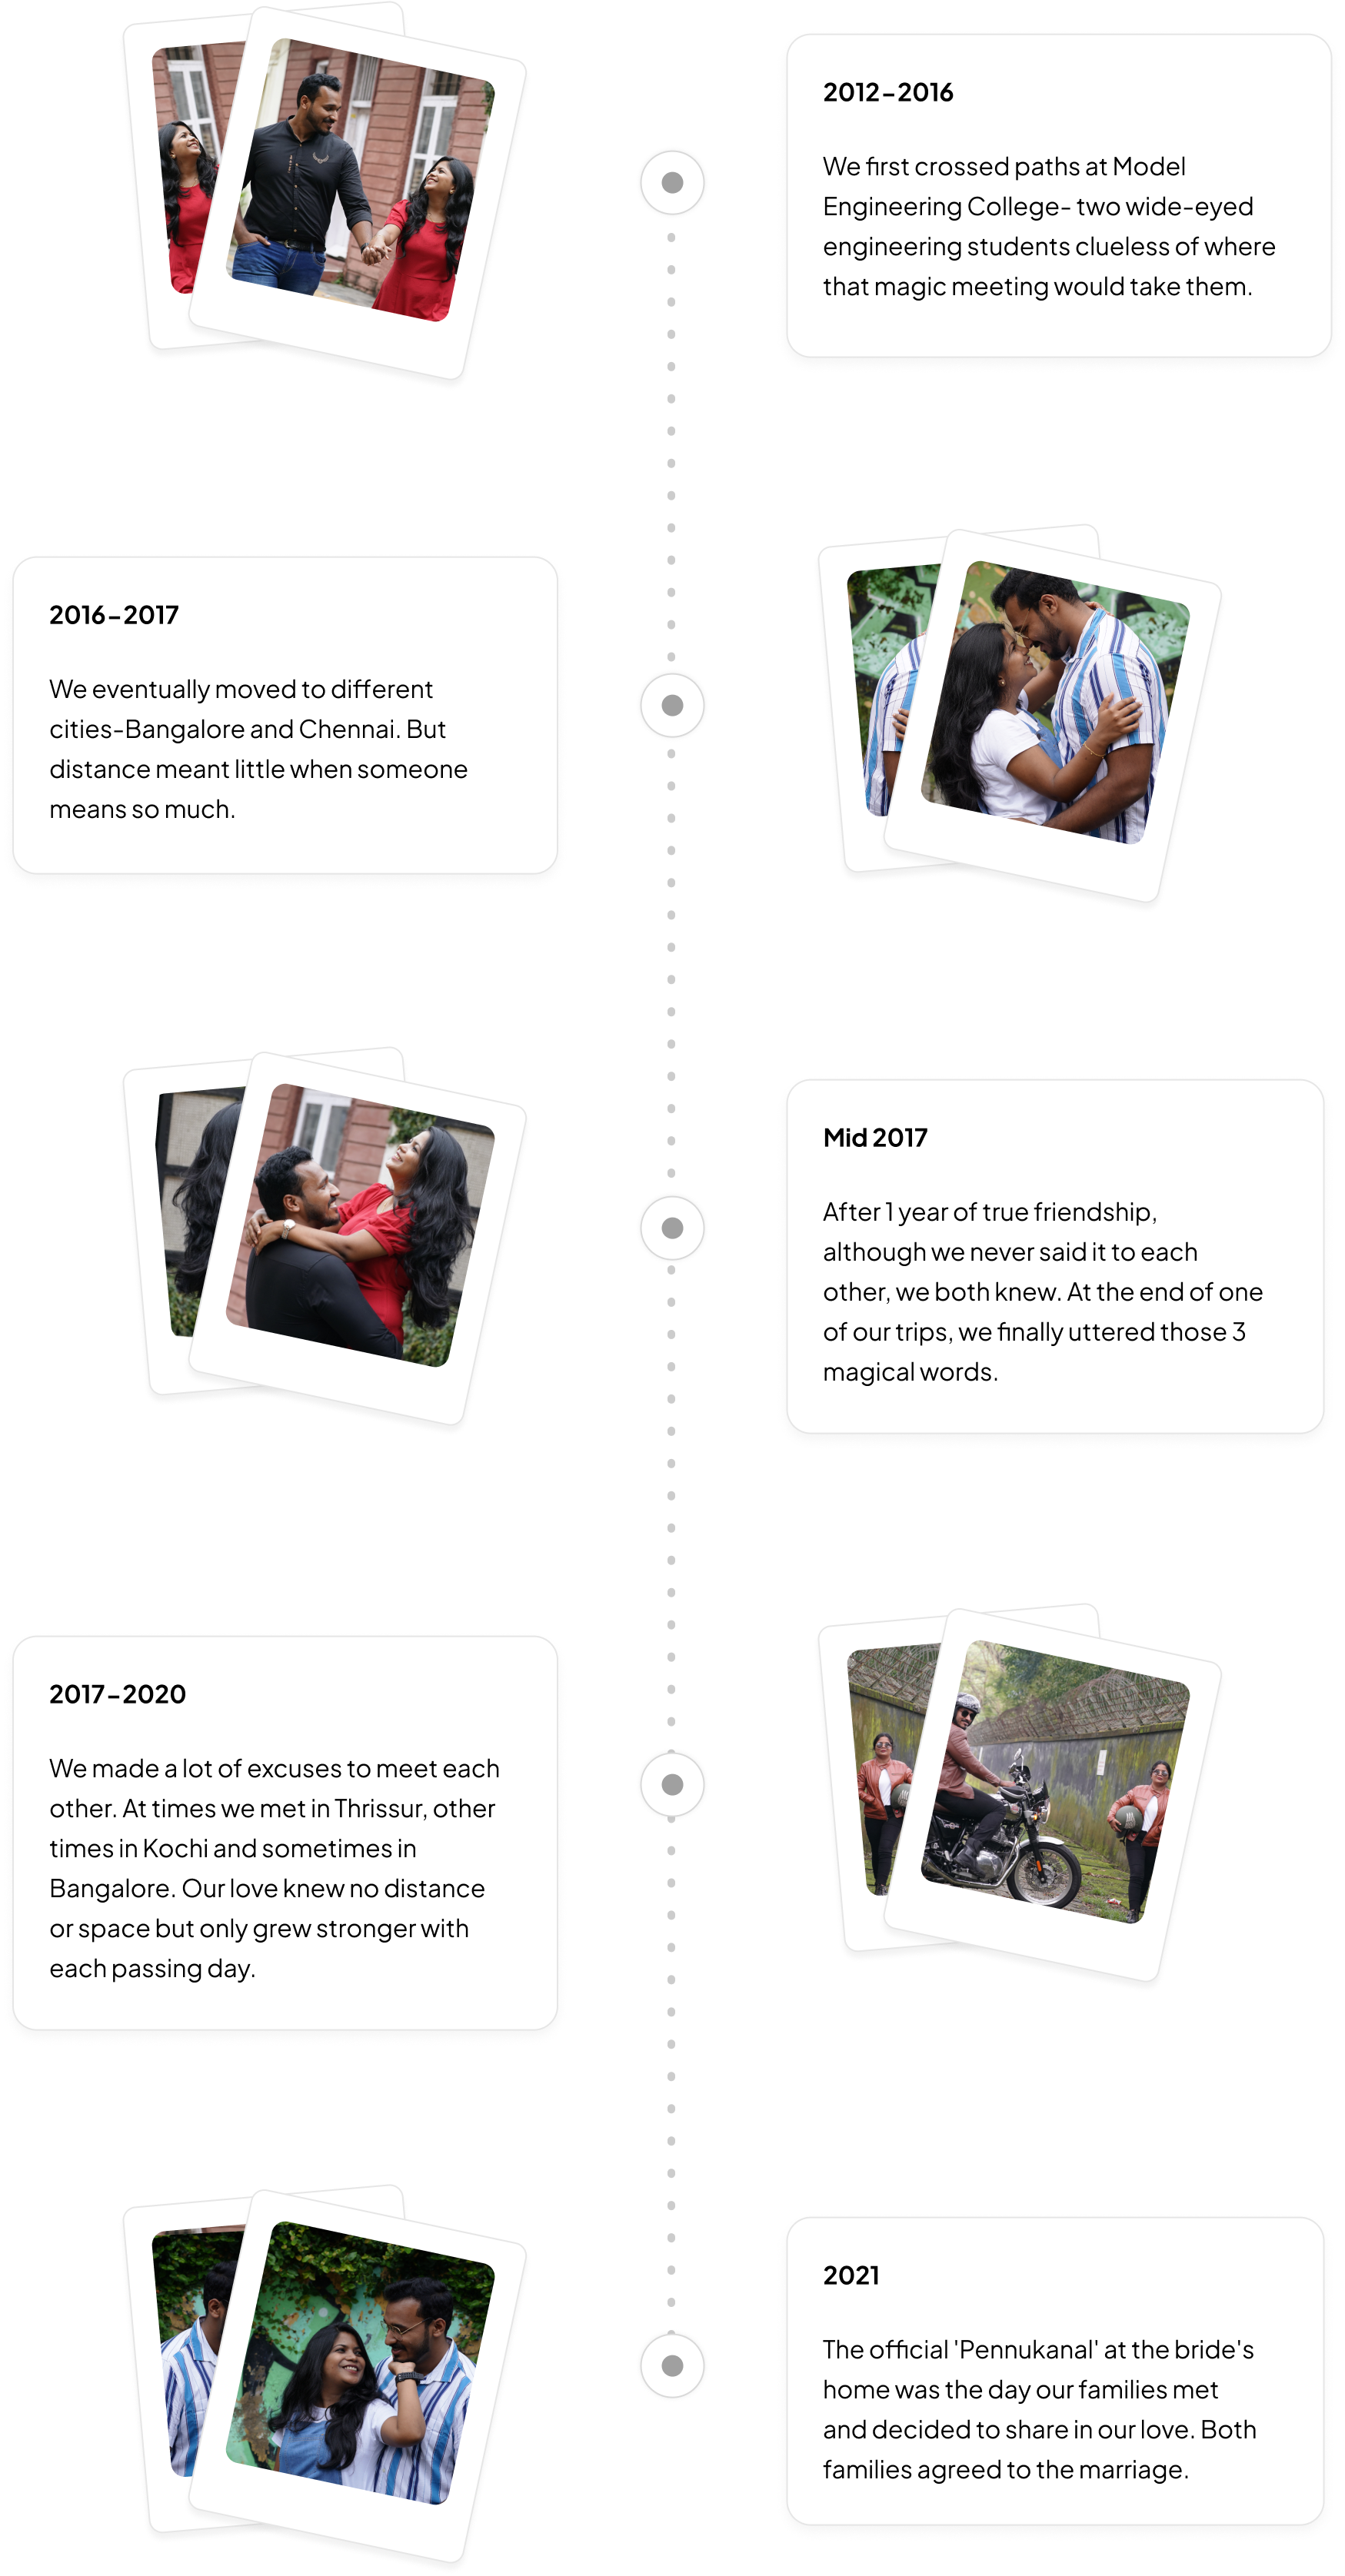 2012-2016
We first crossed paths at Model
Engineering College- two wide-eyed
engineering students clueless of where
that magic meeting would take them.
2016-2017
We eventually moved to different
cities-Bangalore and Chennai. But
distance meant little when someone
means so much.
Mid 2017
After 1 year of true friendship,
although we never said it to each
other, we both knew. At the end of one
of our trips, we finally uttered those 3
magical words.
2017-2020
We made a lot of excuses to meet each
other. At times we met in Thrissur, other
times in Kochi and sometimes in
Bangalore. Our love knew no distance
or space but only grew stronger with
each passing day.
2021
The official 'Pennukanal' at the bride's
home was the day our families met
and decided to share in our love. Both
families agreed to the marriage.